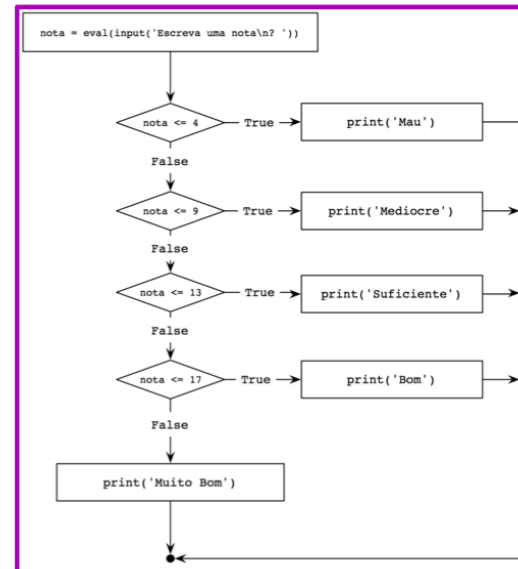 nota = eval(input('Escreva uma nota\n? '))
nota <= 4
True
print('Mau')
False
nota <= 9
True
print('Mediocre')
False
nota <= 13
True
print('Suficiente')
False
nota <= 17
True
print('Bom')
False
print('Muito Bom')